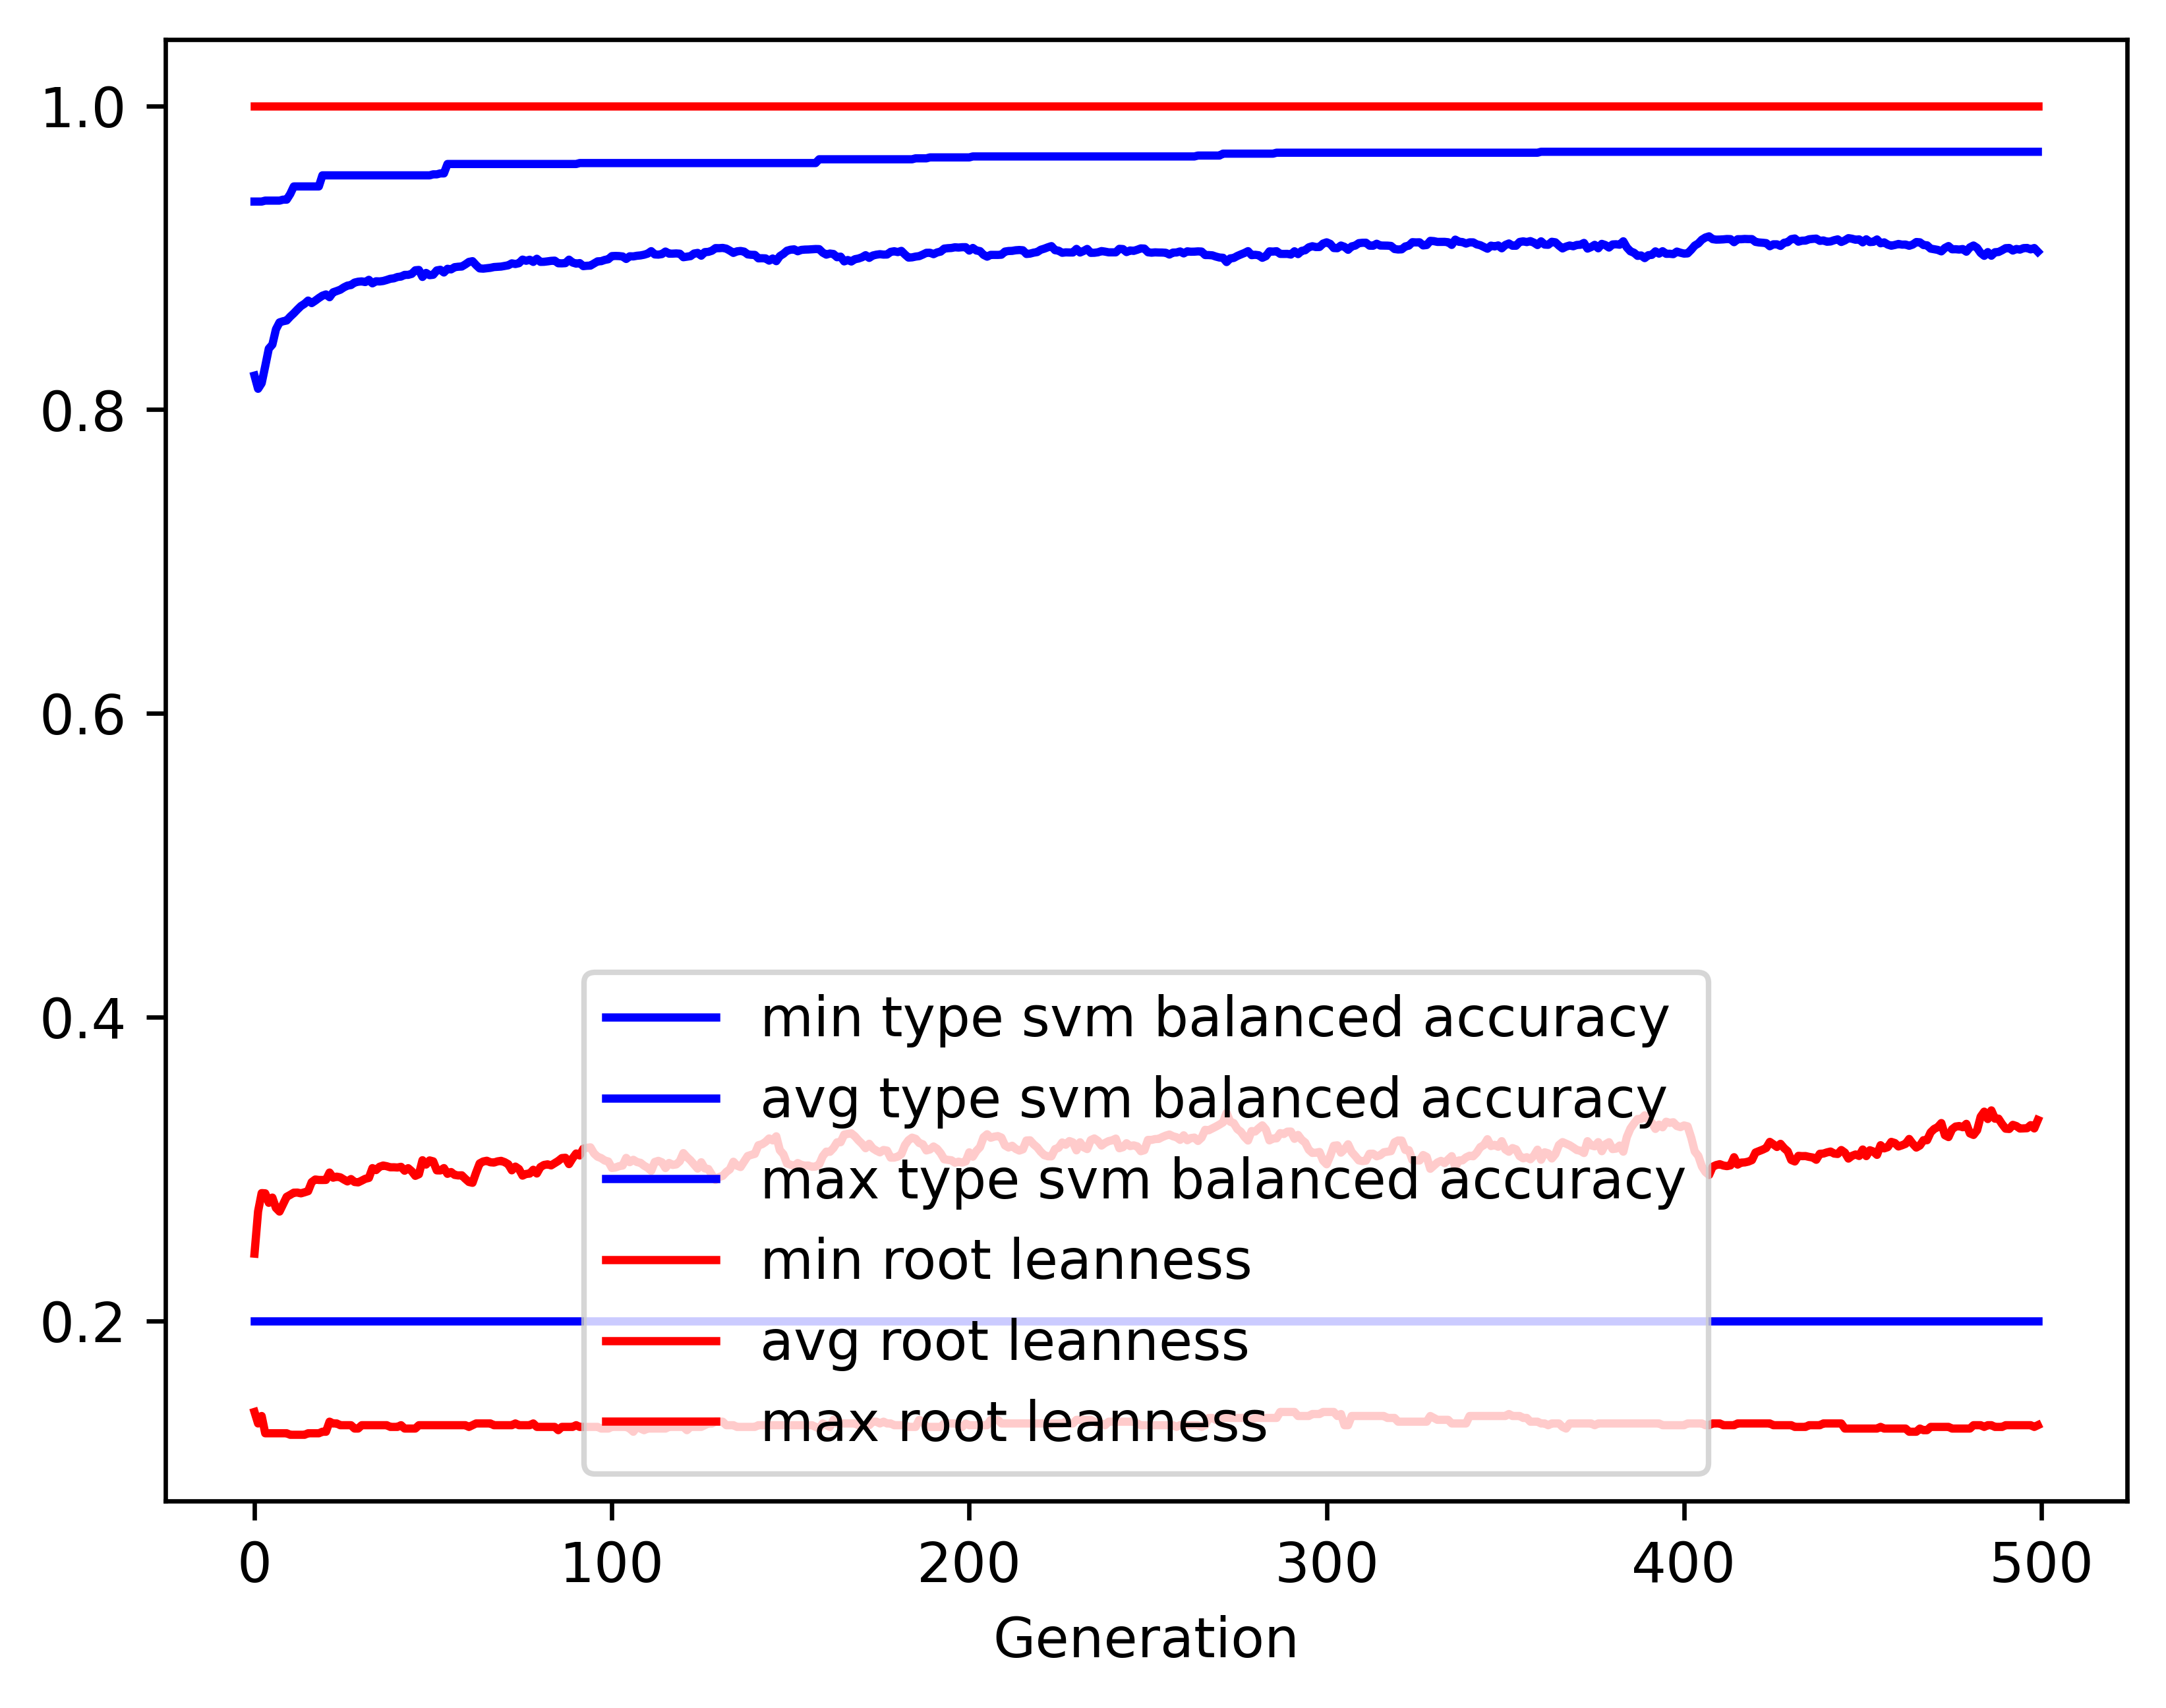 1.0
0.8
0.6
0.4
0.2
min type svm balanced accuracy
avg type svm balanced accuracy
max type svm balanced accuracy
min root leanness
avg root leanness
max root leanness
0 100 200 300 400 500
Generation